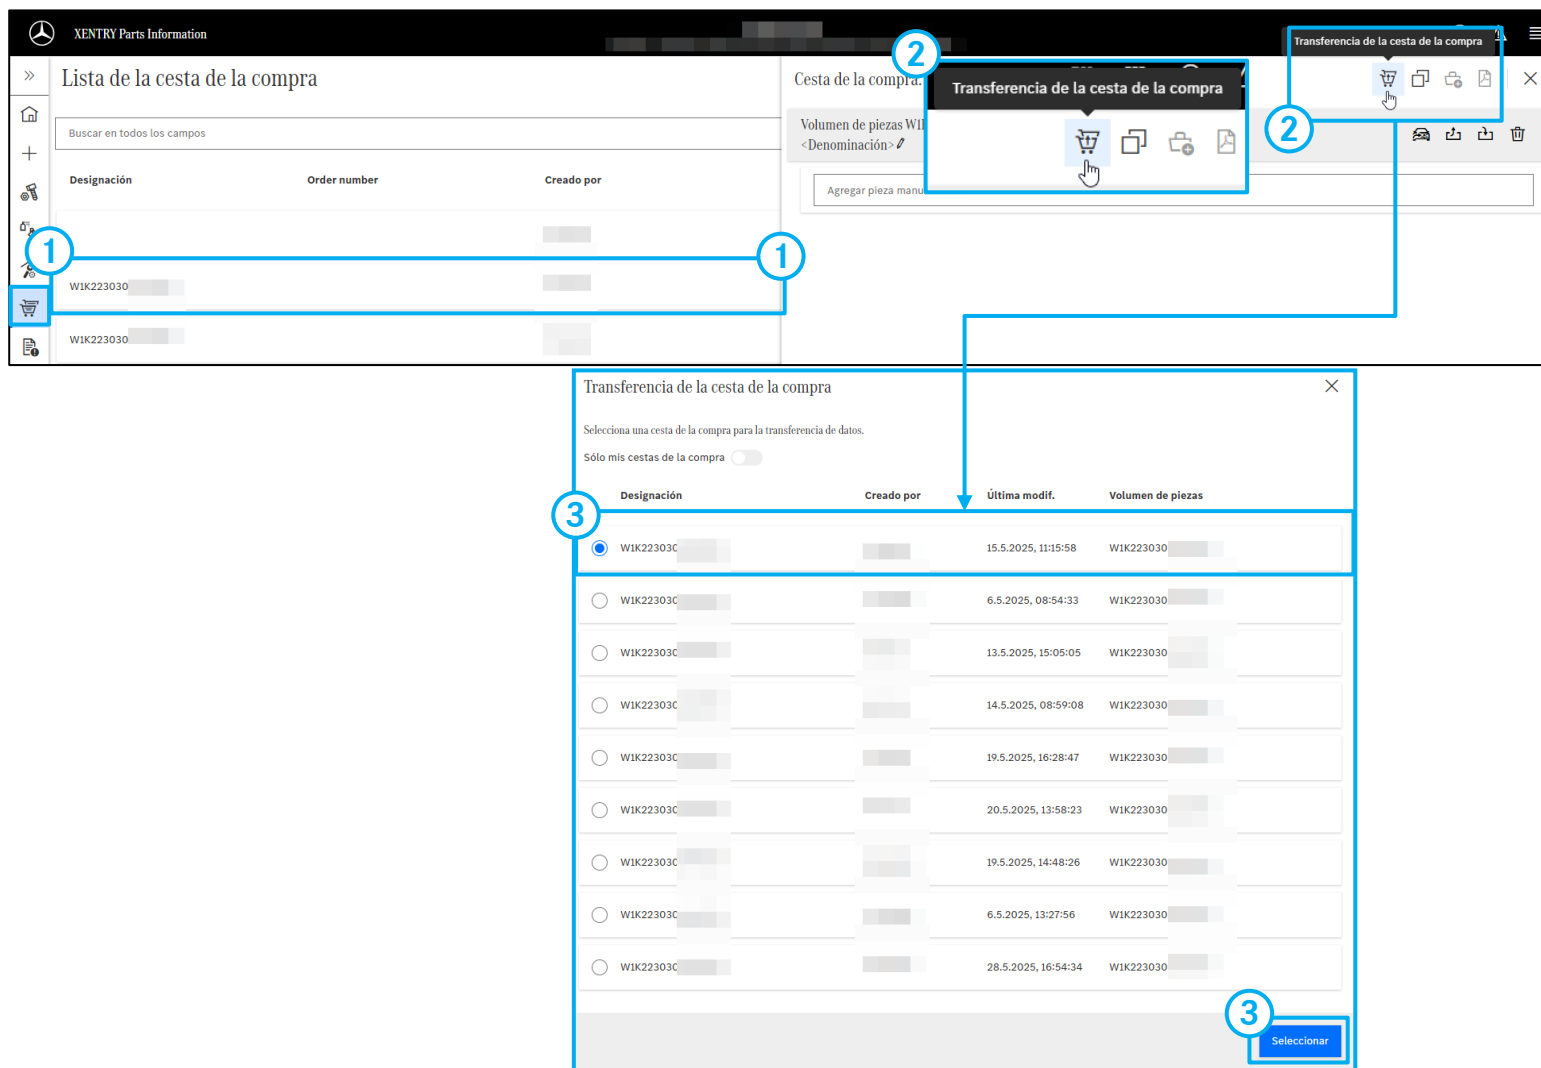 XENTRY Parts Information
Transferencia de la cesta de la compra
Lista de la cesta de la compra
Cesta de la compra.
2
Transferencia de la cesta de la compra
2
Buscar en todos los campos
Volumen de piezas W1
<Denominación>
Agregar pieza manu
Designación Order number Creado por
1
1
W1K223030
W1K223030
Transferencia de la cesta de la compra
Selecciona una cesta de la compra para la transferencia de datos.
Sólo mis cestas de la compra
Designación Creado por Última modif. Volumen de piezas
3
W1K223030 15.5.2025, 11:15:58 W1K223030
W1K223030 6.5.2025, 08:54:33 W1K223030
W1K223030 13.5.2025, 15:05:05 W1K223030
W1K223030 14.5.2025, 08:59:08 W1K223030
W1K223030 19.5.2025, 16:28:47 W1K223030
W1K223030 20.5.2025, 13:58:23 W1K223030
W1K223030 19.5.2025, 14:48:26 W1K223030
W1K223030 6.5.2025, 13:27:56 W1K223030
W1K223030 28.5.2025, 16:54:34 W1K223030
3
Seleccionar